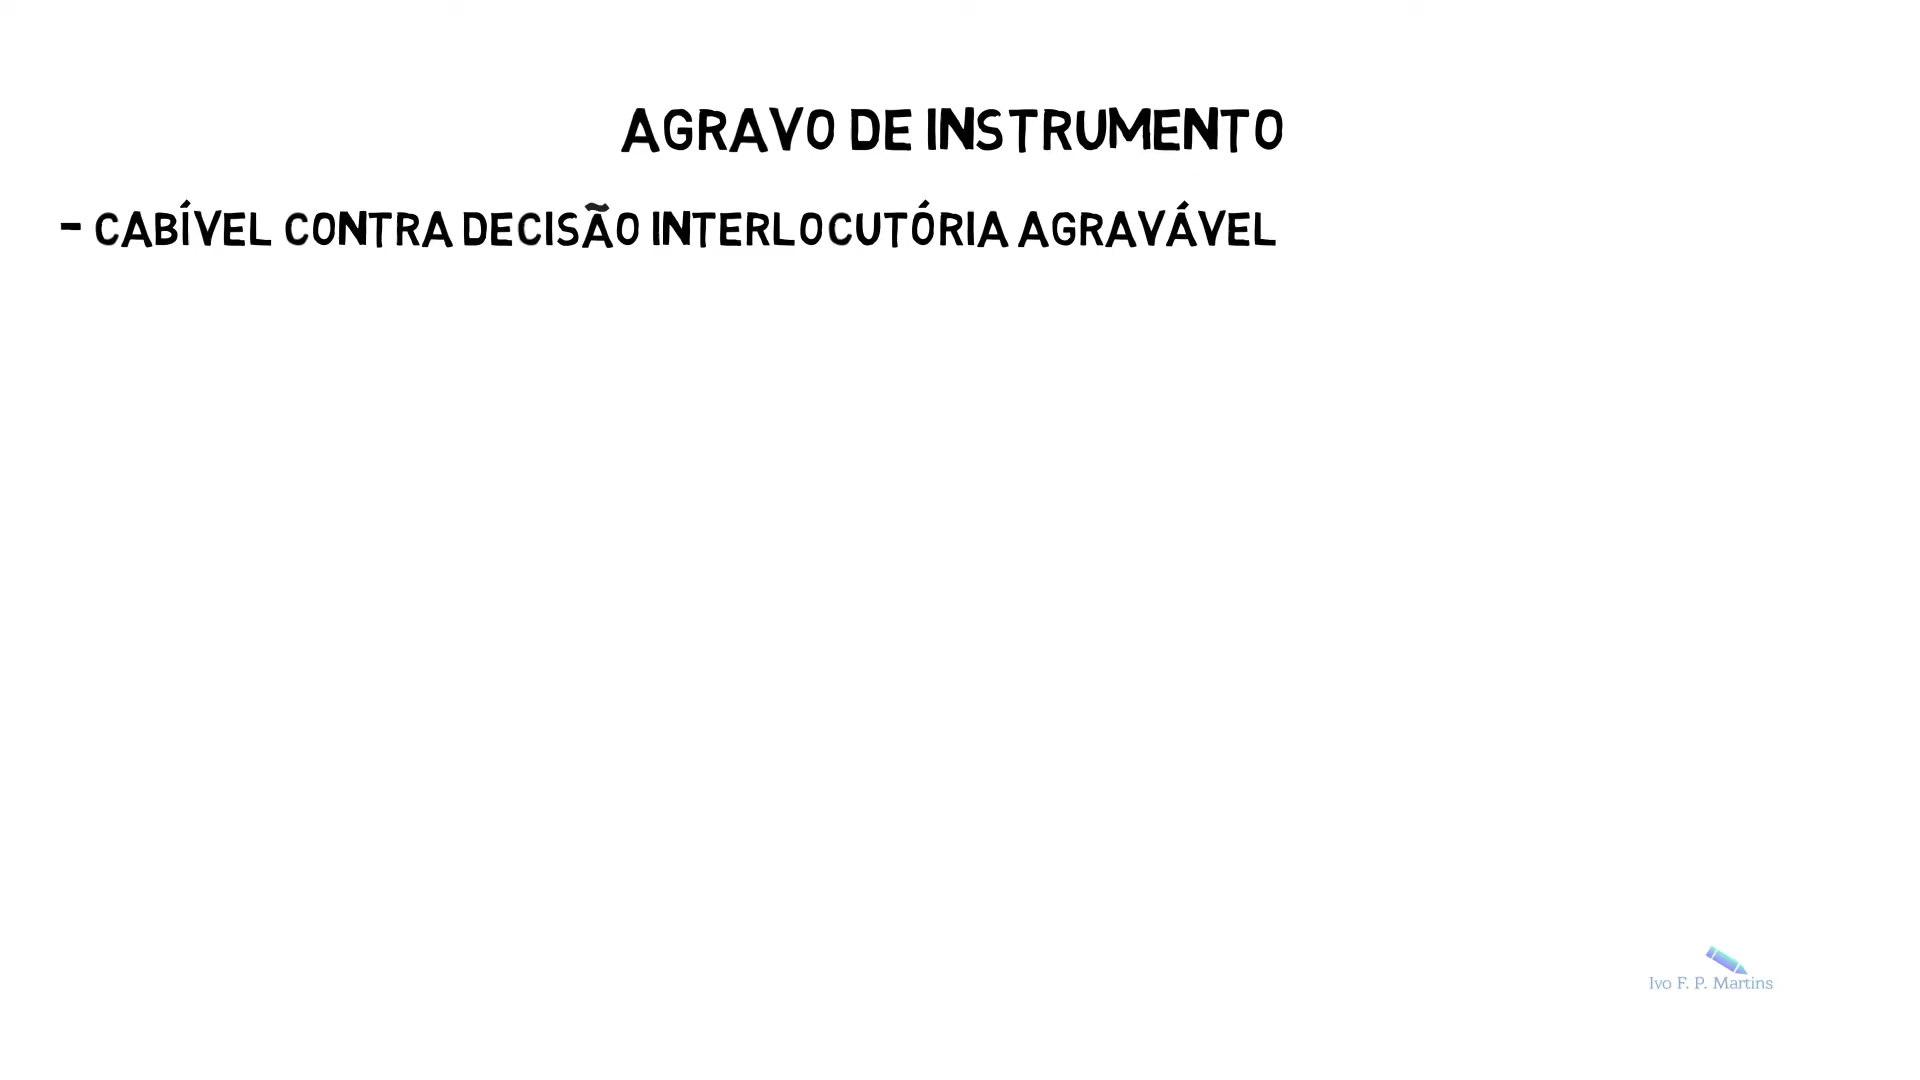 AGRAVO DE INSTRUMENTO
- CABÍVEL CONTRA DECISÃO INTERLOCUTÓRIA AGRAVÁVEL
Ivo F. P. Martins